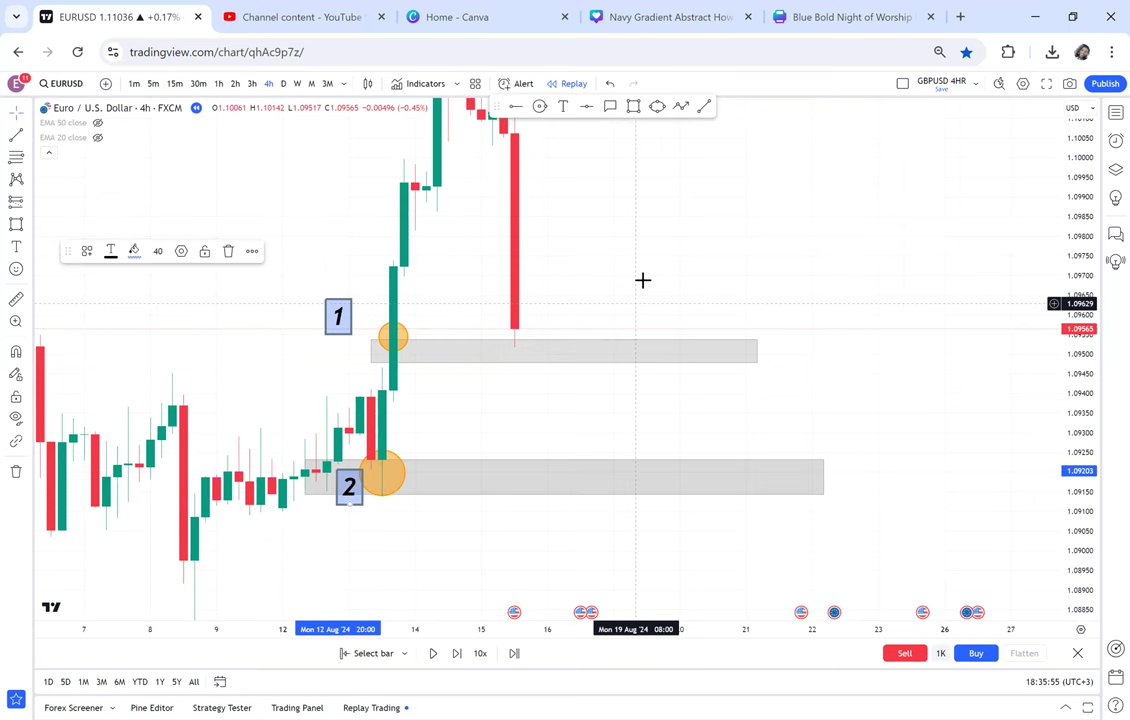 EURUSD 1.11036 ▲ +0.17%
Channel content - YouTube
Home - Canva
Navy Gradient Abstract How
Blue Bold Night of Worship
tradingview.com/chart/qhAc9p7z/
E 11
EURUSD
1m 5m 15m 30m 1h 2h 3h 4h D W M 3M
Indicators
Alert
Replay
GBPUSD 4HR
Save
Publish
Euro / U.S. Dollar · 4h · FXCM
O1.10061 H1.10142 L1.09517 C1.09565 −0.00496 (−0.45%)
EMA 50 close
EMA 20 close
USD
1.10050
1.10000
1.09950
1.09900
1.09850
1.09800
1.09750
1.09700
1.09629
1.09600
1.09565
1.09500
1.09450
1.09400
1.09350
1.09300
1.09250
1.09203
1.09150
1.09100
1.09050
1.09000
1.08950
1.08900
1.08850
40
1
2
7 8 9 12 Mon 12 Aug '24 20:00 14 15 16 Mon 19 Aug '24 08:00 21 22 23 26 27
Select bar
10x
Sell
1K
Buy
Flatten
1D 5D 1M 3M 6M YTD 1Y 5Y All
18:35:55 (UTC+3)
Forex Screener
Pine Editor
Strategy Tester
Trading Panel
Replay Trading